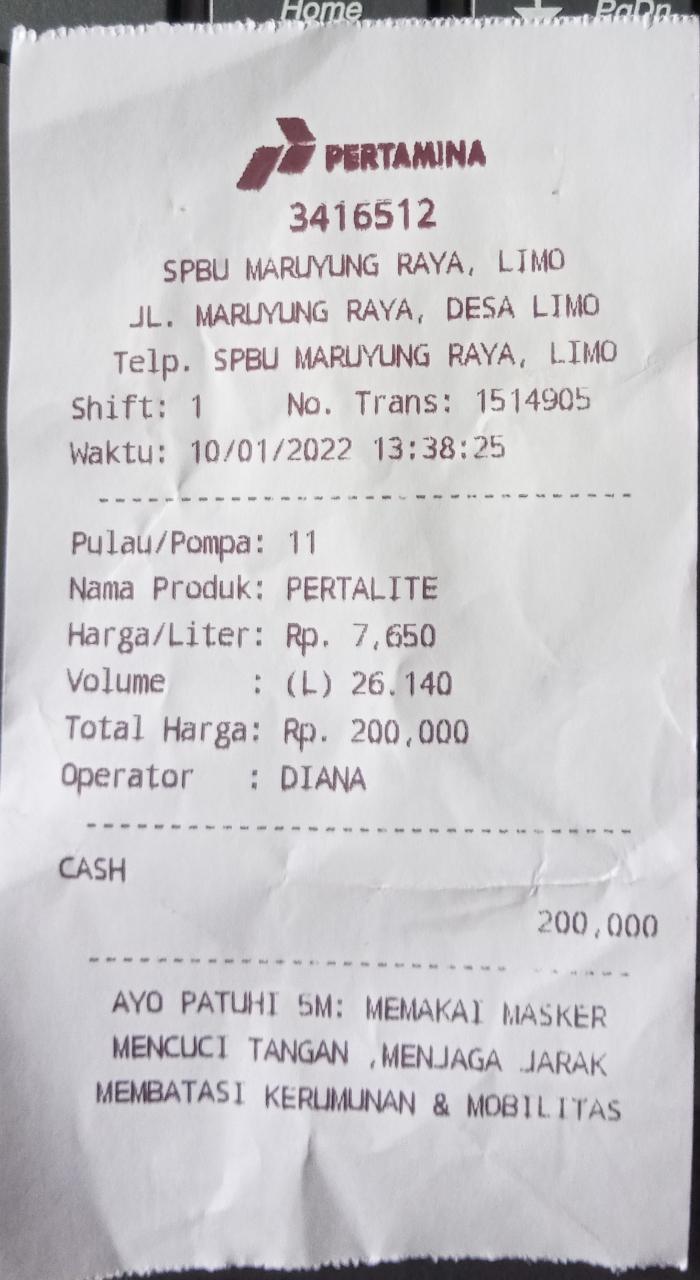 Home
PgDn
PERTAMINA
3416512
SPBU MARUYUNG RAYA, LIMO
JL. MARUYUNG RAYA, DESA LIMO
Telp. SPBU MARUYUNG RAYA, LIMO
Shift: 1 No. Trans: 1514905
Waktu: 10/01/2022 13:38:25
Pulau/Pompa: 11
Nama Produk: PERTALITE
Harga/Liter: Rp. 7,650
Volume : (L) 26.140
Total Harga: Rp. 200,000
Operator : DIANA
CASH
200,000
AYO PATUHI 5M: MEMAKAI MASKER
MENCUCI TANGAN ,MENJAGA JARAK
MEMBATASI KERUMUNAN & MOBILITAS